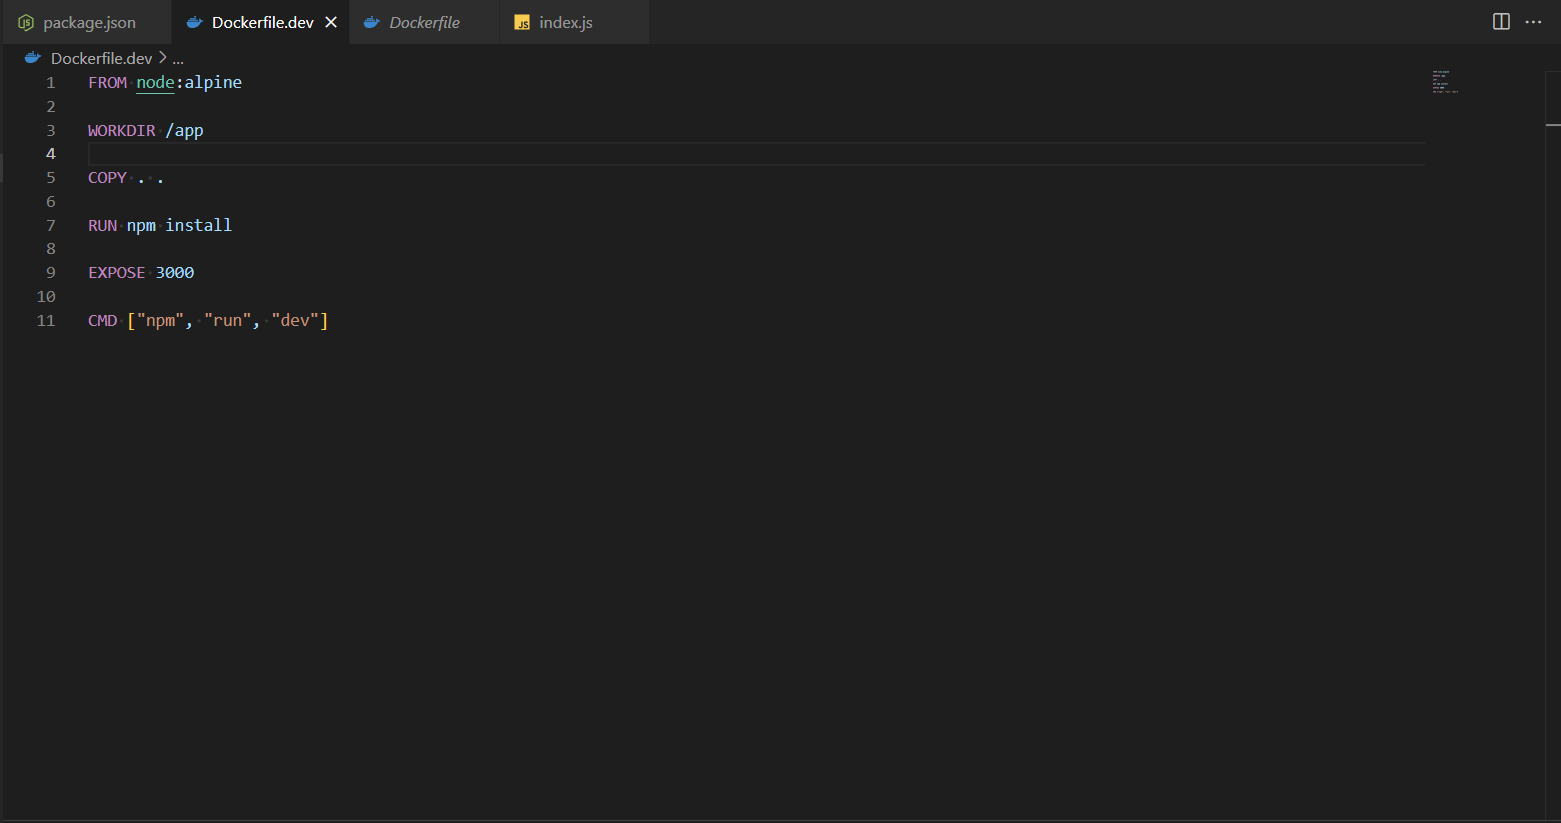 package.json Dockerfile.dev Dockerfile JS index.js
Dockerfile.dev > ...
1 FROM node:alpine
2
3 WORKDIR /app
4
5 COPY . .
6
7 RUN npm install
8
9 EXPOSE 3000
10
11 CMD ["npm", "run", "dev"]